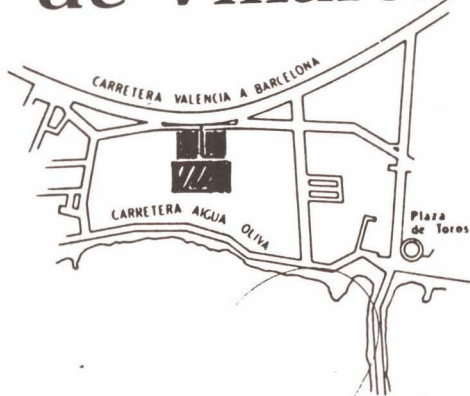 CARRETERA VALENCIA A BARCELONA
CARRETERA AIGUA OLIVA
Plaza
de Toros